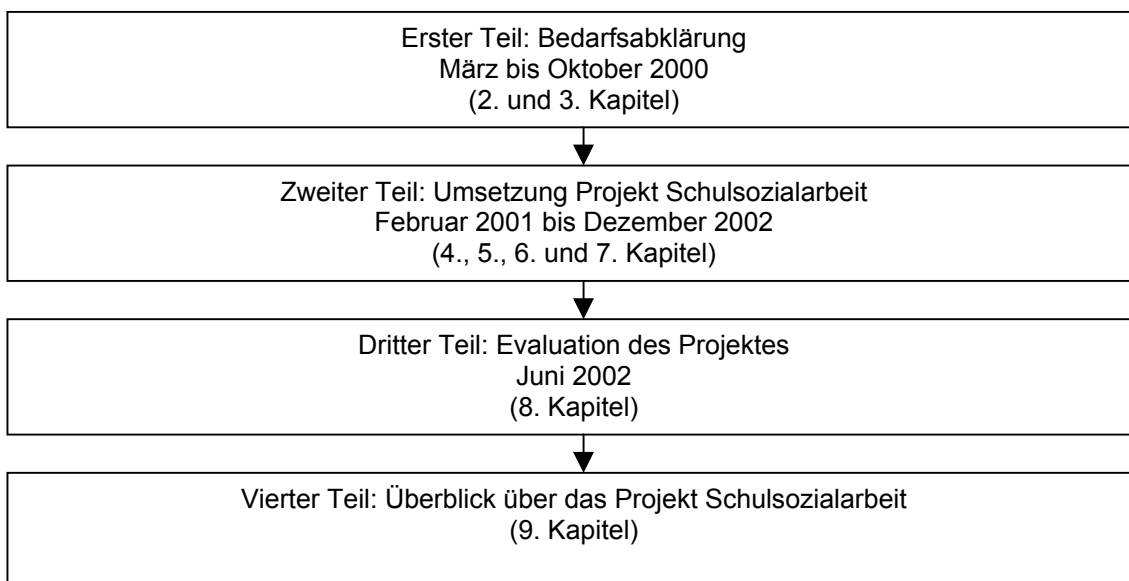 Erster Teil: Bedarfsabklärung
März bis Oktober 2000
(2. und 3. Kapitel)
Zweiter Teil: Umsetzung Projekt Schulsozialarbeit
Februar 2001 bis Dezember 2002
(4., 5., 6. und 7. Kapitel)
Dritter Teil: Evaluation des Projektes
Juni 2002
(8. Kapitel)
Vierter Teil: Überblick über das Projekt Schulsozialarbeit
(9. Kapitel)